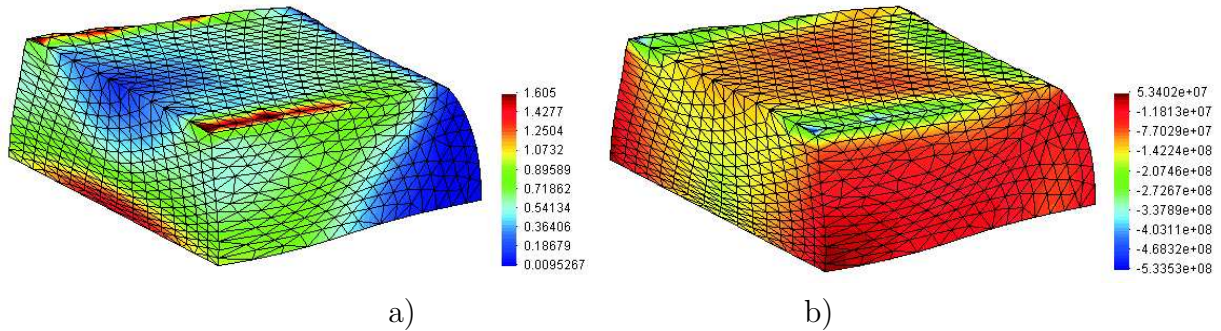 1.605
1.4277
1.2504
1.0732
0.89589
0.71862
0.54134
0.36406
0.18679
0.0095267
5.3402e+07
-1.1813e+07
-7.7029e+07
-1.4224e+08
-2.0746e+08
-2.7267e+08
-3.3789e+08
-4.0311e+08
-4.6832e+08
-5.3353e+08
a)
b)